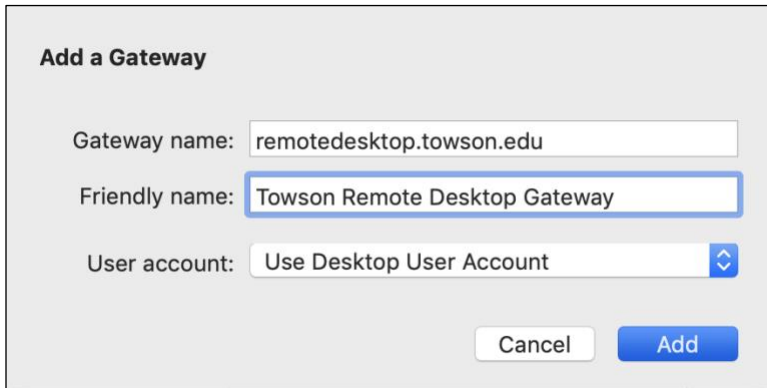 Add a Gateway
Gateway name: remotedesktop.towson.edu
Friendly name: Towson Remote Desktop Gateway
User account: Use Desktop User Account
Cancel Add